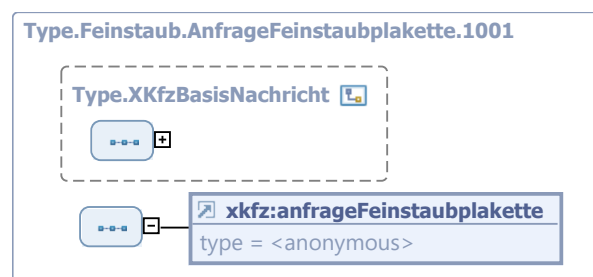 Type.Feinstaub.AnfrageFeinstaubplakette.1001
Type.XKfzBasisNachricht
xkfz:anfrageFeinstaubplakette
type = <anonymous>